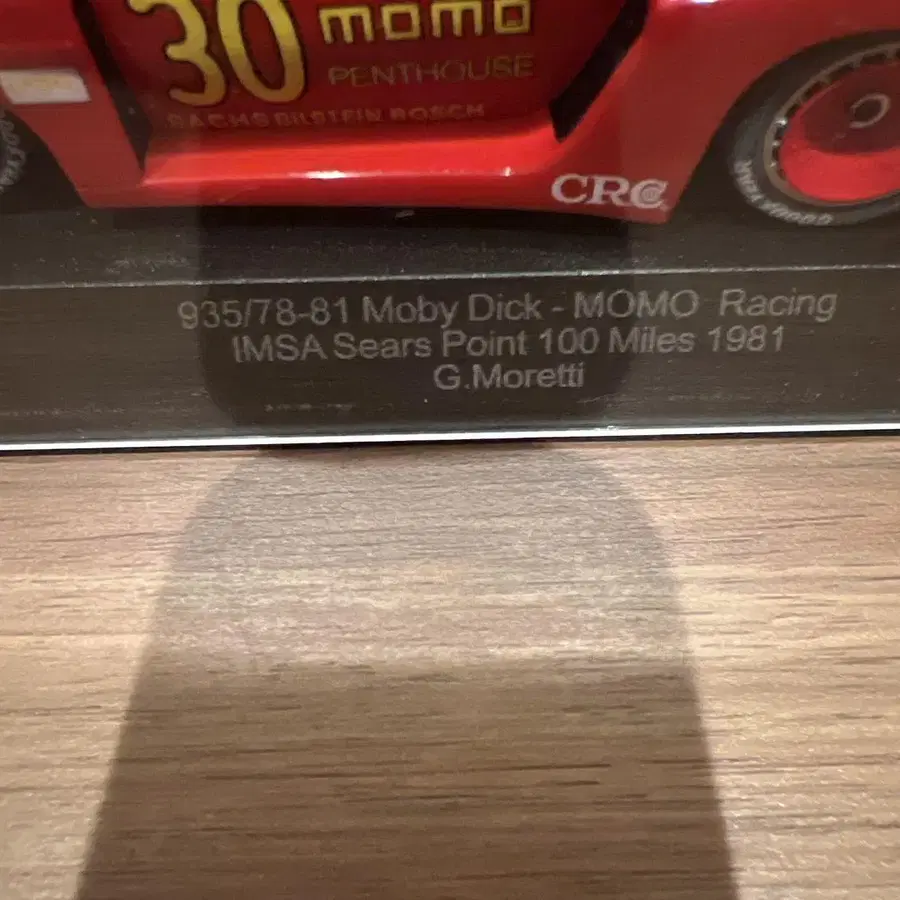 30 momo
PENTHOUSE
SACHS BILSTEIN BOSCH
CRC
GOODYEAR
935/78-81 Moby Dick - MOMO Racing
IMSA Sears Point 100 Miles 1981
G.Moretti